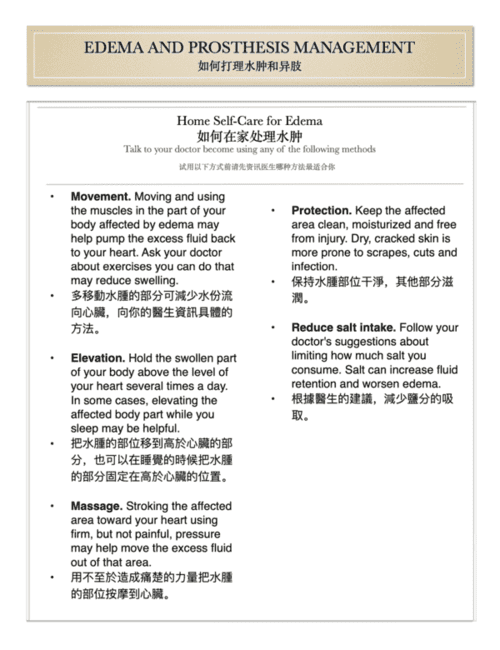 EDEMA AND PROSTHESIS MANAGEMENT
如何打理水肿和异肢
Home Self-Care for Edema
如何在家处理水肿
Talk to your doctor become using any of the following methods
试用以下方式前请先资讯医生哪种方法最适合你
• Movement. Moving and using
the muscles in the part of your
body affected by edema may
help pump the excess fluid back
to your heart. Ask your doctor
about exercises you can do that
may reduce swelling.
• 多移動水腫的部分可減少水份流
向心臟，向你的醫生資訊具體的
方法。
• Elevation. Hold the swollen part
of your body above the level of
your heart several times a day.
In some cases, elevating the
affected body part while you
sleep may be helpful.
• 把水腫的部位移到高於心臟的部
分，也可以在睡覺的時候把水腫
的部分固定在高於心臟的位置。
• Massage. Stroking the affected
area toward your heart using
firm, but not painful, pressure
may help move the excess fluid
out of that area.
• 用不至於造成痛楚的力量把水腫
的部位按摩到心臟。
• Protection. Keep the affected
area clean, moisturized and free
from injury. Dry, cracked skin is
more prone to scrapes, cuts and
infection.
• 保持水腫部位干淨，其他部分滋
潤。
• Reduce salt intake. Follow your
doctor's suggestions about
limiting how much salt you
consume. Salt can increase fluid
retention and worsen edema.
• 根據醫生的建議，減少鹽分的吸
取。